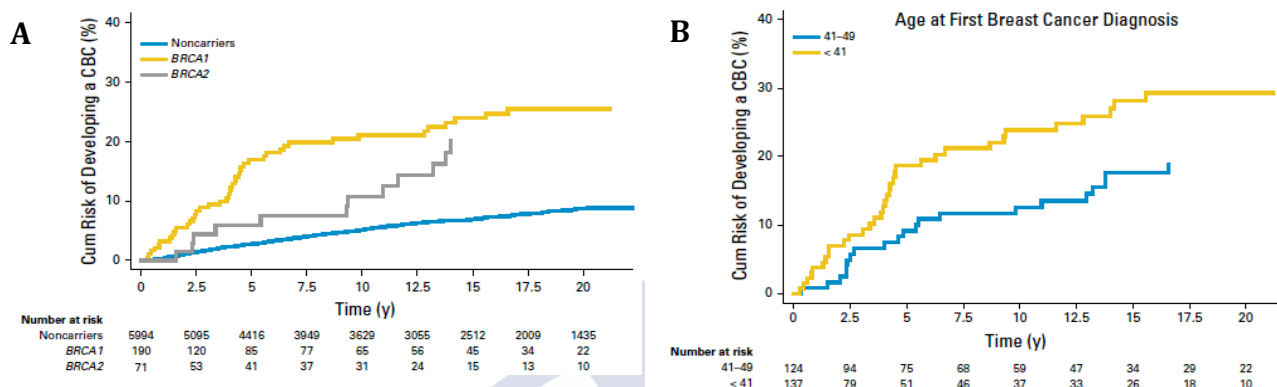 A
Cum Risk of Developing a CBC (%)
40
30
20
10
0
Noncarriers
BRCA1
BRCA2
0 2.5 5 7.5 10 12.5 15 17.5 20
Time (y)
Number at risk
Noncarriers 5994 5095 4416 3949 3629 3055 2512 2009 1435
BRCA1 190 120 85 77 65 56 45 34 22
BRCA2 71 53 41 37 31 24 15 13 10
B
Age at First Breast Cancer Diagnosis
Cum Risk of Developing a CBC (%)
40
30
20
10
0
41–49
< 41
0 2.5 5 7.5 10 12.5 15 17.5 20
Time (y)
Number at risk
41–49 124 94 75 68 59 47 34 29 22
< 41 137 79 51 46 37 33 26 18 10